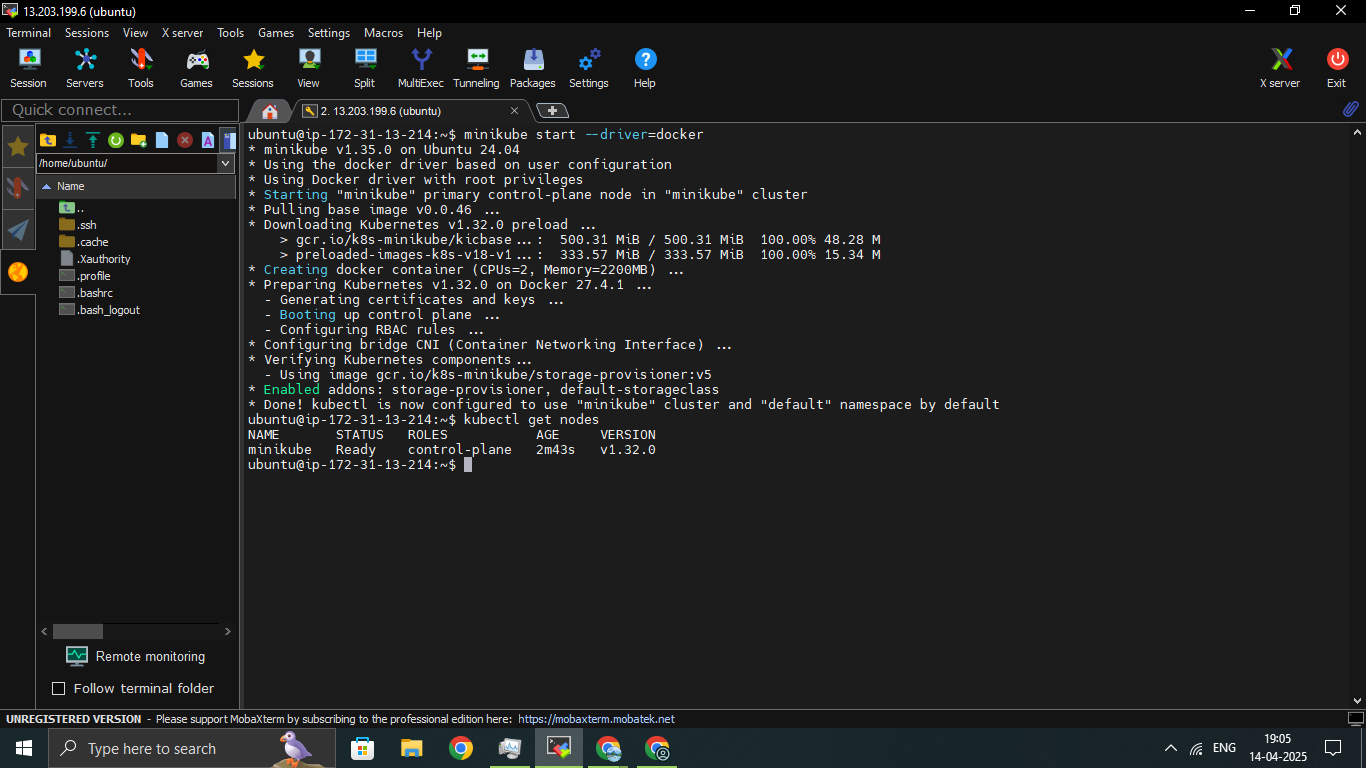 13.203.199.6 (ubuntu)
Terminal Sessions View X server Tools Games Settings Macros Help
Session Servers Tools Games Sessions View Split MultiExec Tunneling Packages Settings Help X server Exit
Quick connect...
2. 13.203.199.6 (ubuntu)
/home/ubuntu/
Name
..
.ssh
.cache
.Xauthority
.profile
.bashrc
.bash_logout
Remote monitoring
Follow terminal folder
ubuntu@ip-172-31-13-214:~$ minikube start --driver=docker
* minikube v1.35.0 on Ubuntu 24.04
* Using the docker driver based on user configuration
* Using Docker driver with root privileges
* Starting "minikube" primary control-plane node in "minikube" cluster
* Pulling base image v0.0.46 ...
* Downloading Kubernetes v1.32.0 preload ...
> gcr.io/k8s-minikube/kicbase...: 500.31 MiB / 500.31 MiB 100.00% 48.28 M
> preloaded-images-k8s-v18-v1...: 333.57 MiB / 333.57 MiB 100.00% 15.34 M
* Creating docker container (CPUs=2, Memory=2200MB) ...
* Preparing Kubernetes v1.32.0 on Docker 27.4.1 ...
- Generating certificates and keys ...
- Booting up control plane ...
- Configuring RBAC rules ...
* Configuring bridge CNI (Container Networking Interface) ...
* Verifying Kubernetes components...
- Using image gcr.io/k8s-minikube/storage-provisioner:v5
* Enabled addons: storage-provisioner, default-storageclass
* Done! kubectl is now configured to use "minikube" cluster and "default" namespace by default
ubuntu@ip-172-31-13-214:~$ kubectl get nodes
NAME STATUS ROLES AGE VERSION
minikube Ready control-plane 2m43s v1.32.0
ubuntu@ip-172-31-13-214:~$
UNREGISTERED VERSION - Please support MobaXterm by subscribing to the professional edition here: https://mobaxterm.mobatek.net
Type here to search
ENG
19:05
14-04-2025